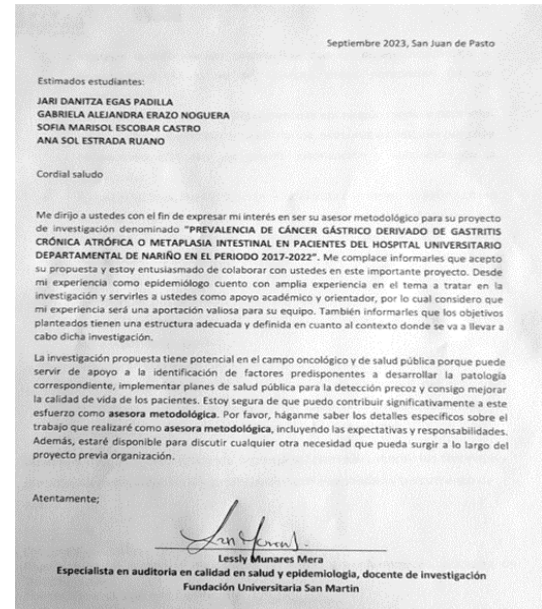 Septiembre 2023, San Juan de Pasto
Estimados estudiantes:
JARI DANITZA EGAS PADILLA
GABRIELA ALEJANDRA ERAZO NOGUERA
SOFIA MARISOL ESCOBAR CASTRO
ANA SOL ESTRADA RUANO
Cordial saludo
Me dirijo a ustedes con el fin de expresar mi interés en ser su asesor metodológico para su proyecto
de investigación denominado "PREVALENCIA DE CÁNCER GÁSTRICO DERIVADO DE GASTRITIS
CRÓNICA ATRÓFICA O METAPLASIA INTESTINAL EN PACIENTES DEL HOSPITAL UNIVERSITARIO
DEPARTAMENTAL DE NARIÑO EN EL PERIODO 2017-2022". Me complace informarles que acepto
su propuesta y estoy entusiasmado de colaborar con ustedes en este importante proyecto. Desde
mi experiencia como epidemiólogo cuento con amplia experiencia en el tema a tratar en la
investigación y servirles a ustedes como apoyo académico y orientador, por lo cual considero que
mi experiencia será una aportación valiosa para su equipo. También informarles que los objetivos
planteados tienen una estructura adecuada y definida en cuanto al contexto donde se va a llevar a
cabo dicha investigación.
La investigación propuesta tiene potencial en el campo oncológico y de salud pública porque puede
servir de apoyo a la identificación de factores predisponentes a desarrollar la patología
correspondiente, implementar planes de salud pública para la detección precoz y consigo mejorar
la calidad de vida de los pacientes. Estoy segura de que puedo contribuir significativamente a este
esfuerzo como asesora metodológica. Por favor, háganme saber los detalles específicos sobre el
trabajo que realizaré como asesora metodológica, incluyendo las expectativas y responsabilidades.
Además, estaré disponible para discutir cualquier otra necesidad que pueda surgir a lo largo del
proyecto previa organización.
Atentamente;
Lessly Munares Mera
Especialista en auditoria en calidad en salud y epidemiologia, docente de investigación
Fundación Universitaria San Martin